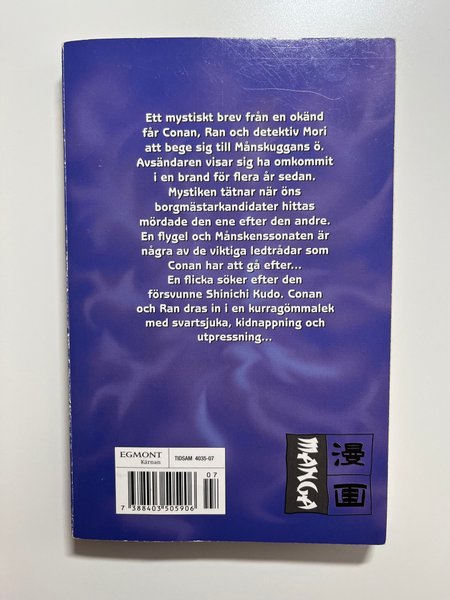 Ett mystiskt brev från en okänd
får Conan, Ran och detektiv Mori
att bege sig till Månskuggans ö.
Avsändaren visar sig ha omkommit
i en brand för flera år sedan.
Mystiken tätnar när öns
borgmästarkandidater hittas
mördade den ene efter den andre.
En flygel och Månskenssonaten är
några av de viktiga ledtrådar som
Conan har att gå efter...
En flicka söker efter den
försvunne Shinichi Kudo. Conan
och Ran dras in i en kurragömmalek
med svartsjuka, kidnappning och
utpressning...
EGMONT
Kärnan
TIDSAM 4035-07
07
7 388403 505906
MANGA
漫画